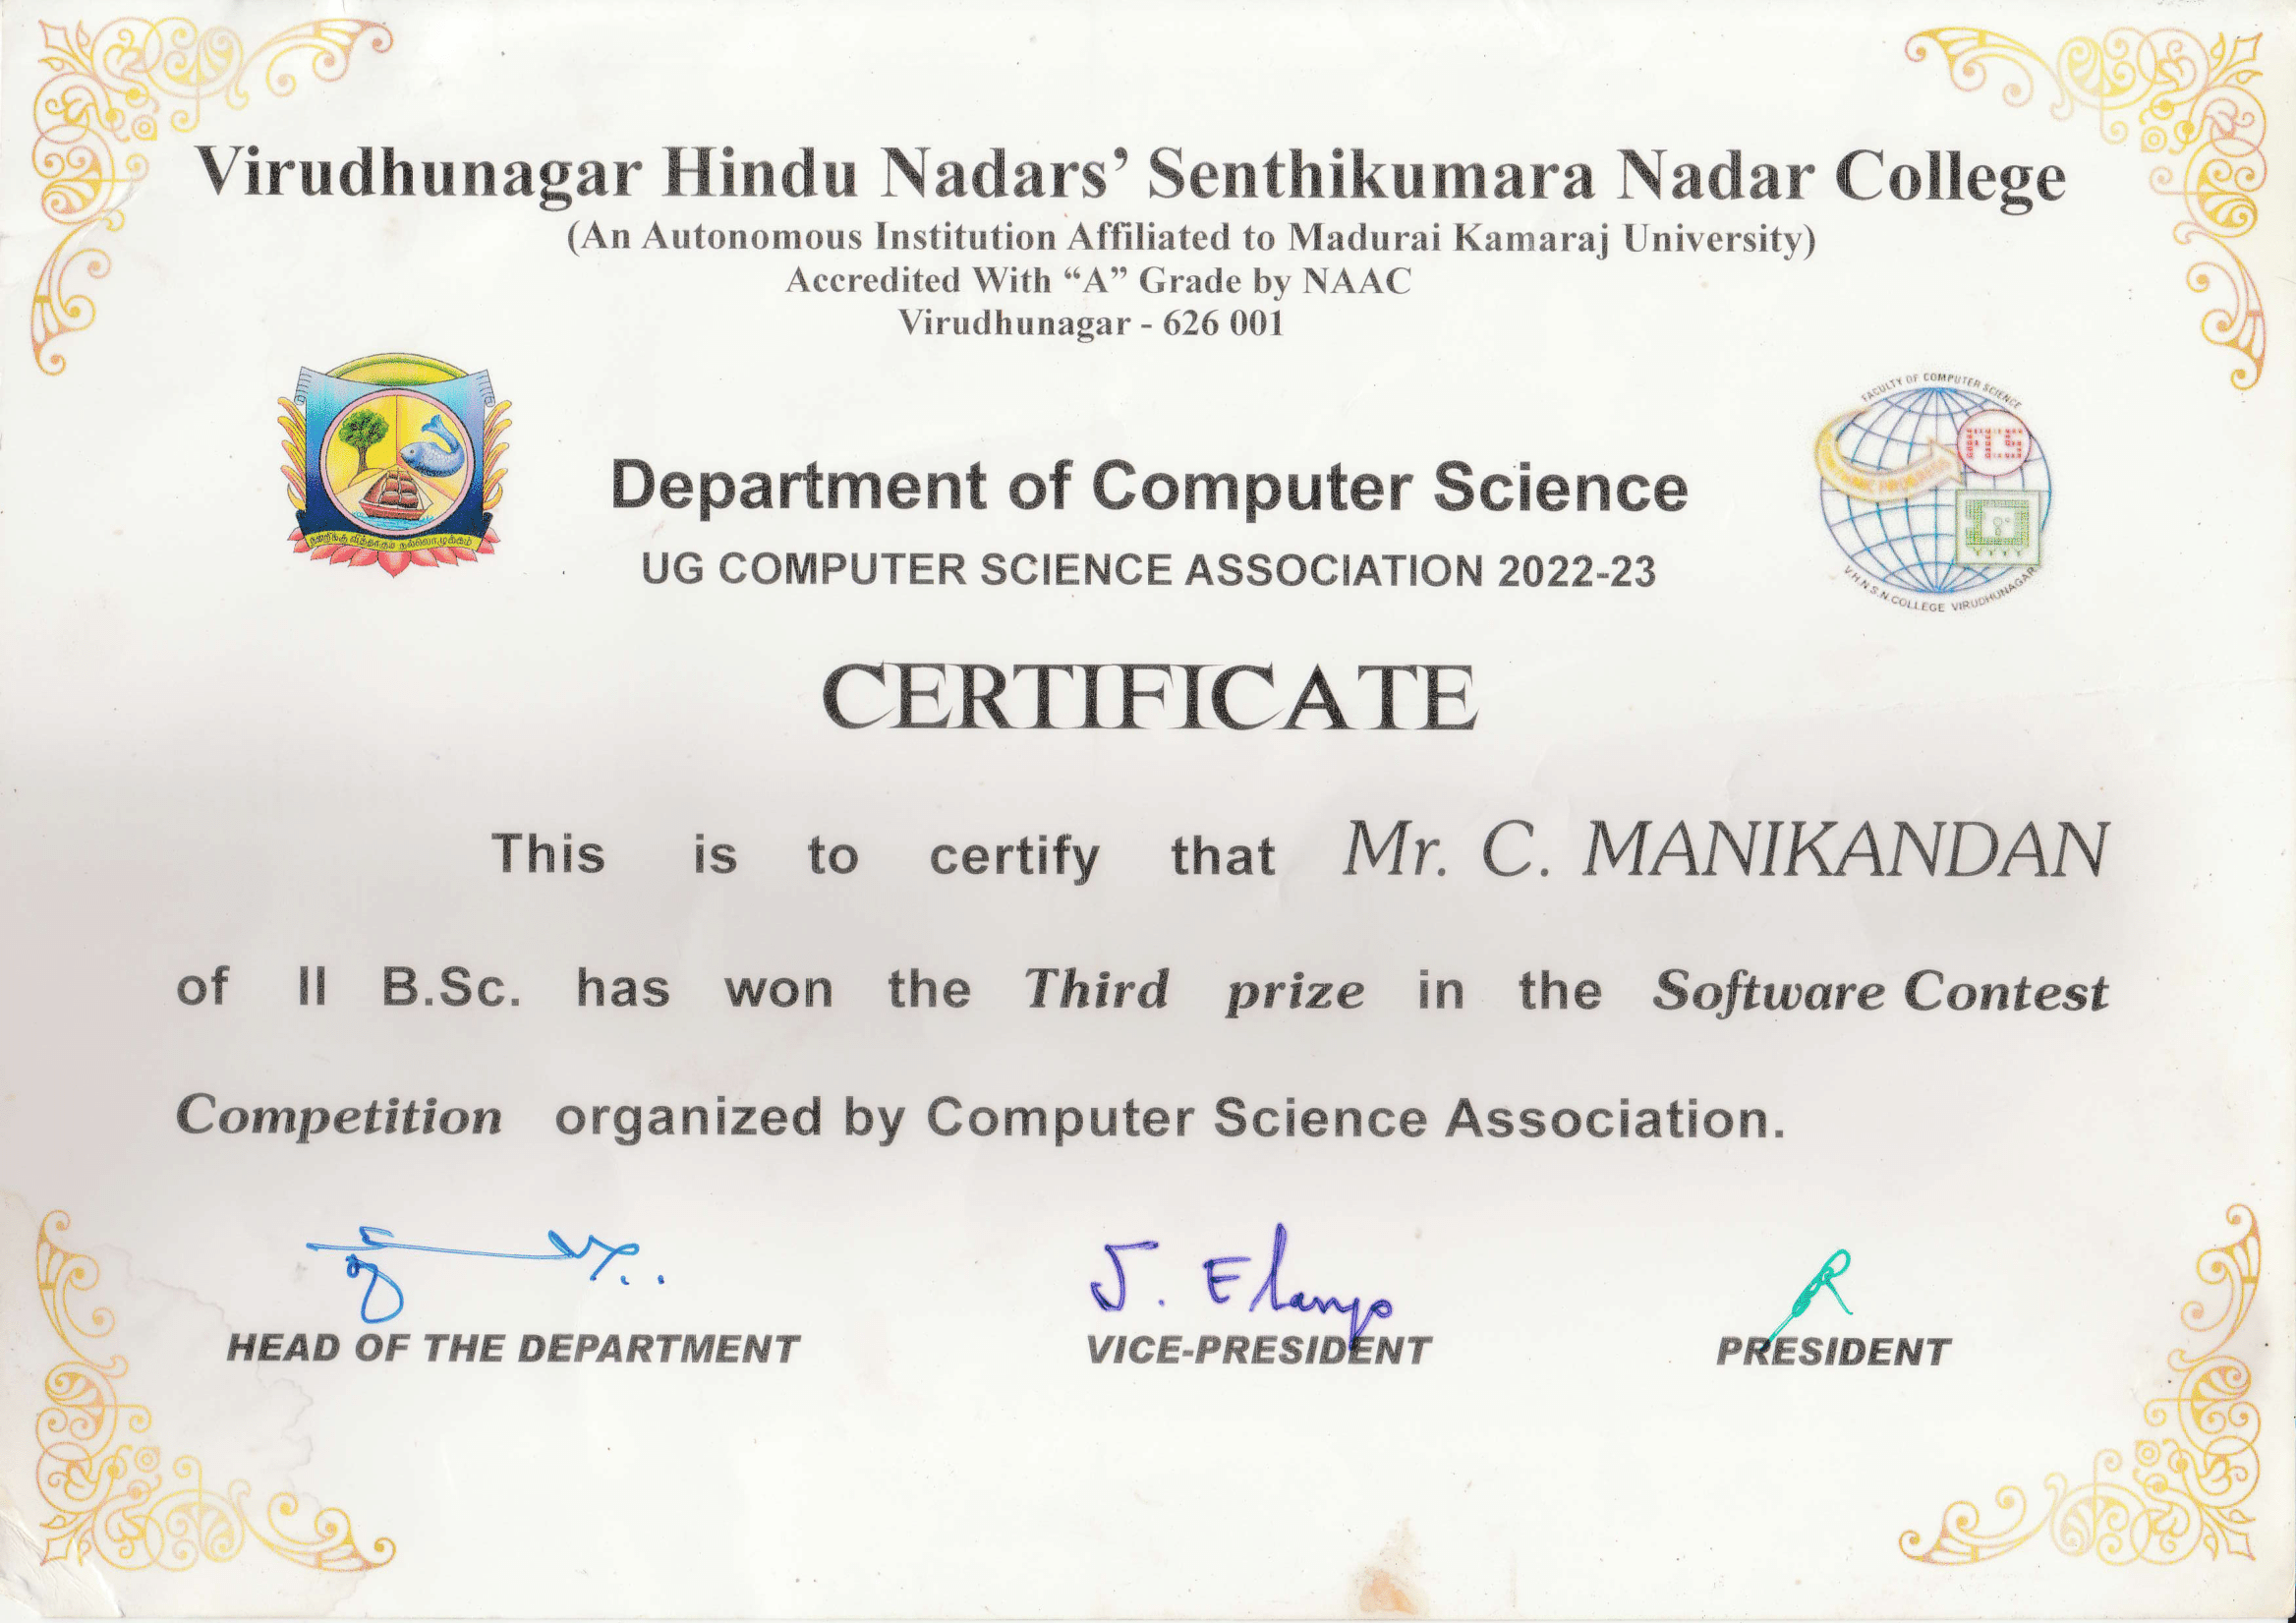 Virudhunagar Hindu Nadars’ Senthikumara Nadar College
(An Autonomous Institution Affiliated to Madurai Kamaraj University)
Accredited With “A” Grade by NAAC
Virudhunagar - 626 001
FACULTY OF COMPUTER SCIENCE
FCS
V.H.N.S.N.COLLEGE VIRUDHUNAGAR
Department of Computer Science
UG COMPUTER SCIENCE ASSOCIATION 2022-23
CERTIFICATE
This is to certify that Mr. C. MANIKANDAN
of II B.Sc. has won the Third prize in the Software Contest
Competition organized by Computer Science Association.
J. Elango
HEAD OF THE DEPARTMENT VICE-PRESIDENT PRESIDENT